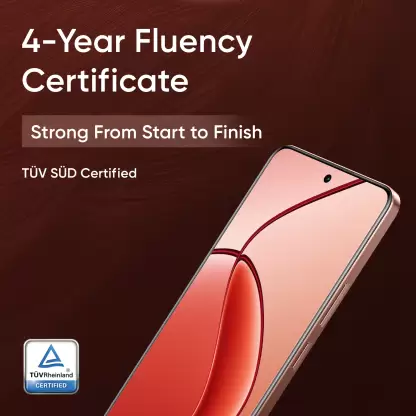 4-Year Fluency
Certificate
Strong From Start to Finish
TÜV SÜD Certified
TÜVRheinland
CERTIFIED